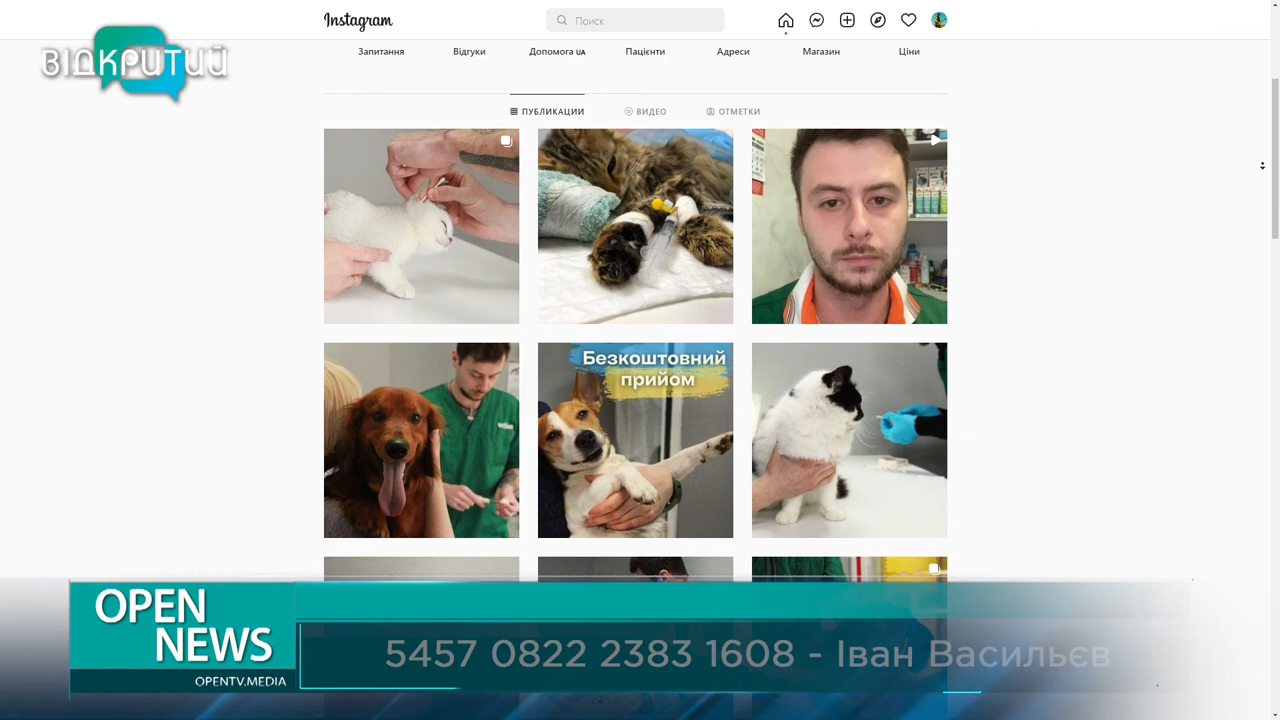 Instagram
Поиск
ВІДКРИТИЙ
Запитання
Відгуки
Допомога UA
Пацієнти
Адреси
Магазин
Ціни
ПУБЛИКАЦИИ
ВИДЕО
ОТМЕТКИ
Безкоштовний
прийом
OPEN
NEWS
OPENTV.MEDIA
5457 0822 2383 1608 - Іван Васильєв